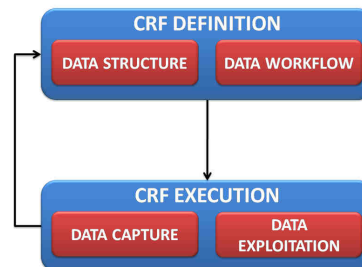 CRF DEFINITION
DATA STRUCTURE
DATA WORKFLOW
CRF EXECUTION
DATA CAPTURE
DATA
EXPLOITATION